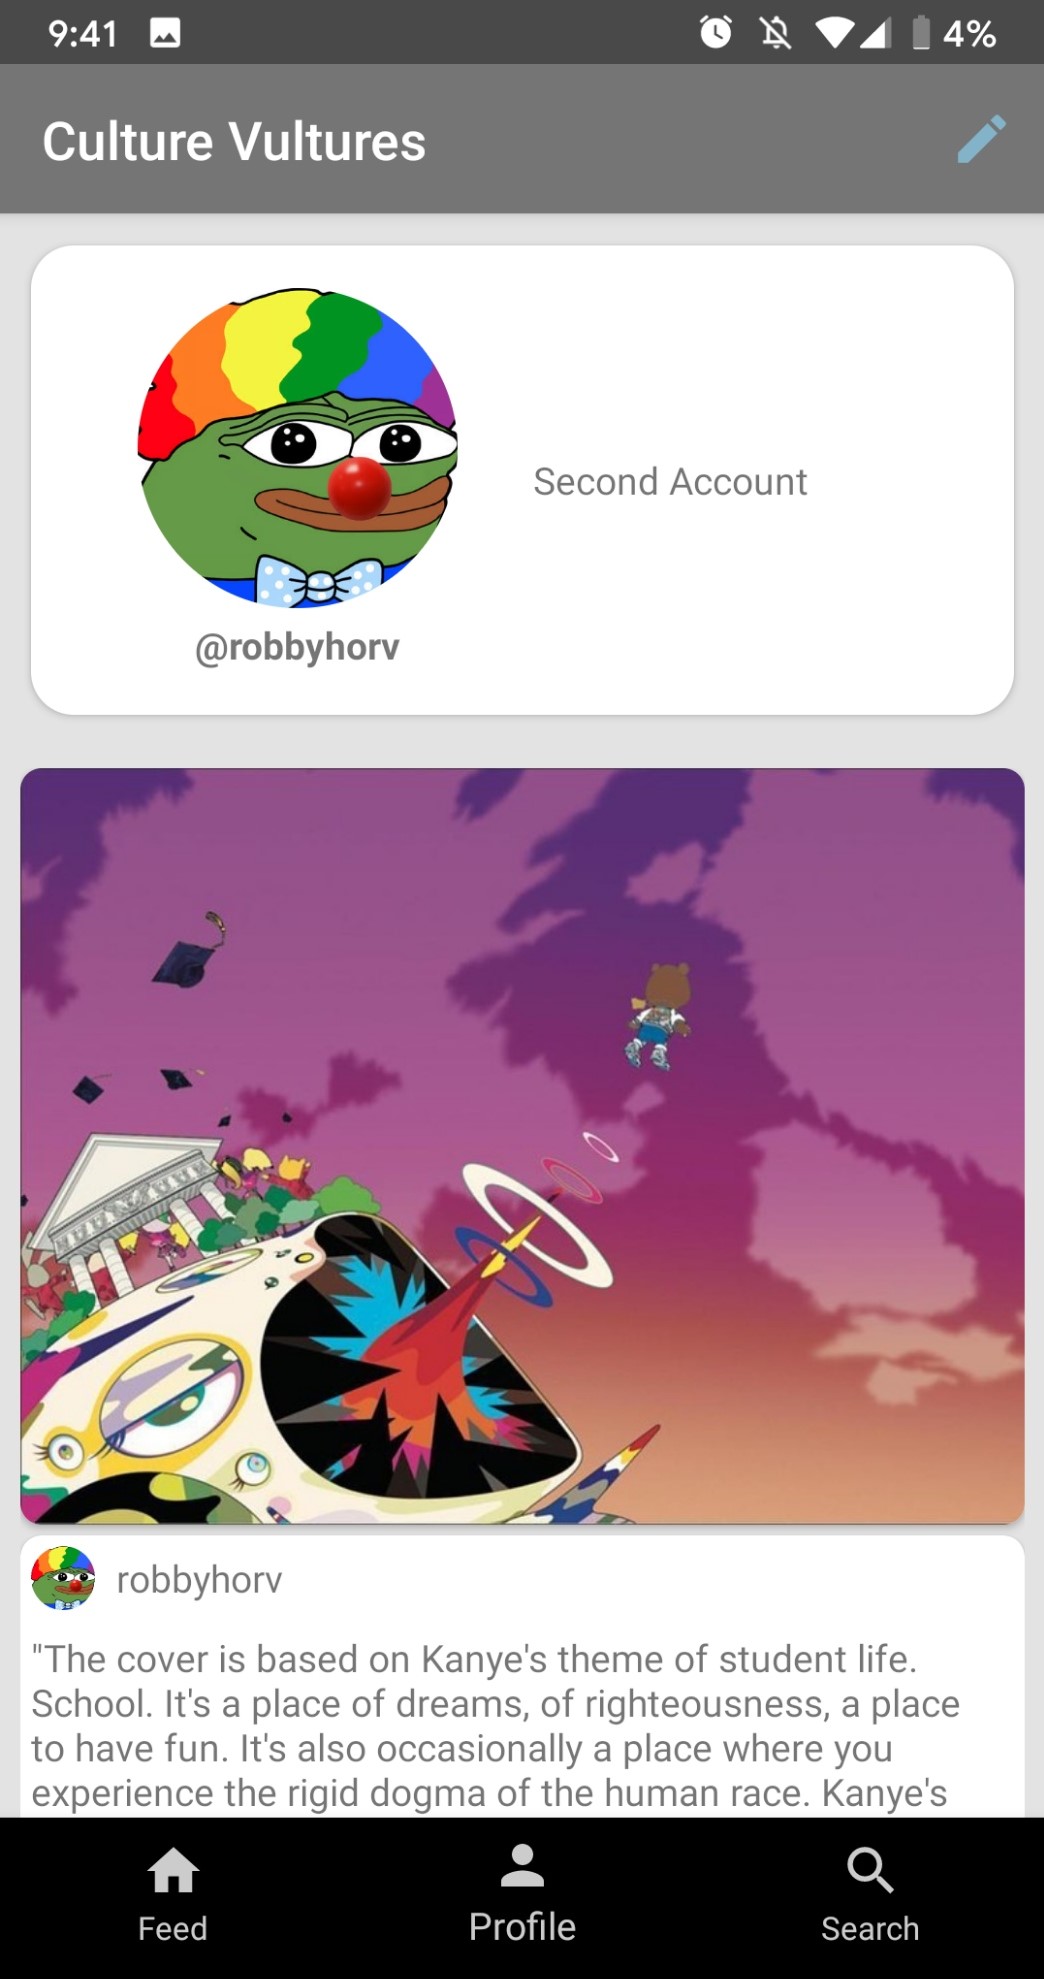 9:41
4%
Culture Vultures
Second Account
@robbyhorv
robbyhorv
"The cover is based on Kanye's theme of student life.
School. It's a place of dreams, of righteousness, a place
to have fun. It's also occasionally a place where you
experience the rigid dogma of the human race. Kanye's
Feed
Profile
Search